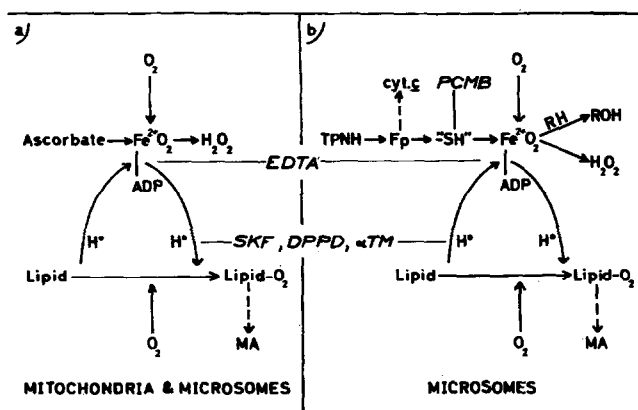 a)
O₂
Ascorbate → Fe²⁺O₂ → H₂O₂
ADP
EDTA
H°
H°
SKF, DPPD, αTM
Lipid
Lipid-O₂
O₂
MA
MITOCHONDRIA & MICROSOMES
b)
cyt.c
PCMB
O₂
TPNH → Fp → "-SH" → Fe²⁺O₂
RH
ROH
H₂O₂
ADP
H°
H°
Lipid
Lipid-O₂
O₂
MA
MICROSOMES